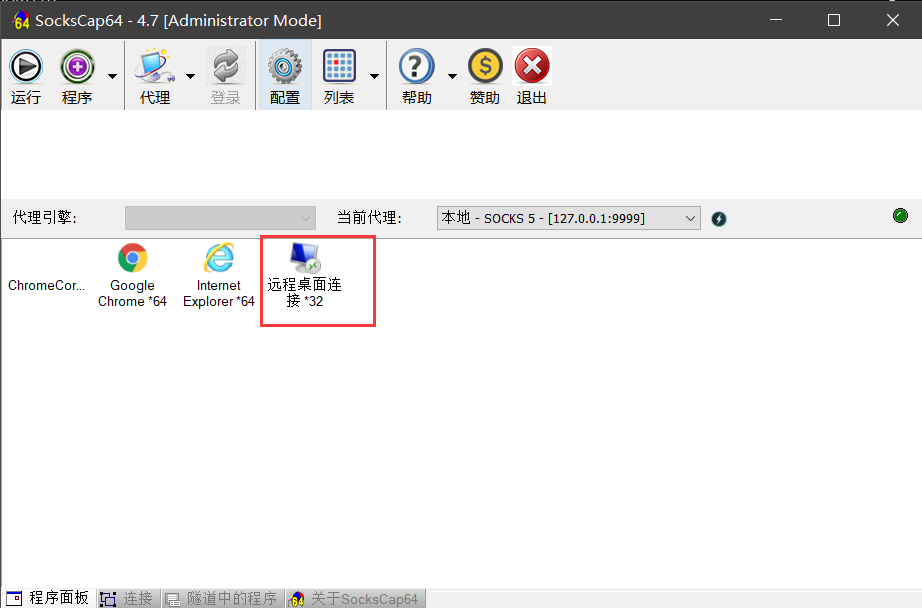 SocksCap64 - 4.7 [Administrator Mode]
运行 程序 代理 登录 配置 列表 帮助 赞助 退出
代理引擎: 当前代理: 本地 - SOCKS 5 - [127.0.0.1:9999]
ChromeCor... Google Internet 远程桌面连
Chrome *64 Explorer *64 接 *32
程序面板 连接 隧道中的程序 关于SocksCap64